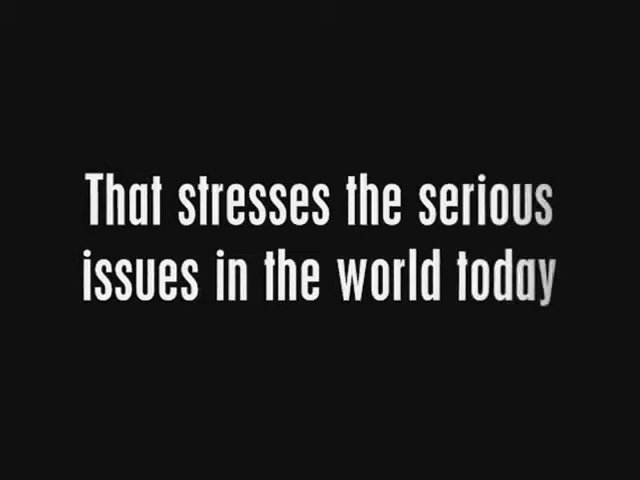 That stresses the serious
issues in the world today